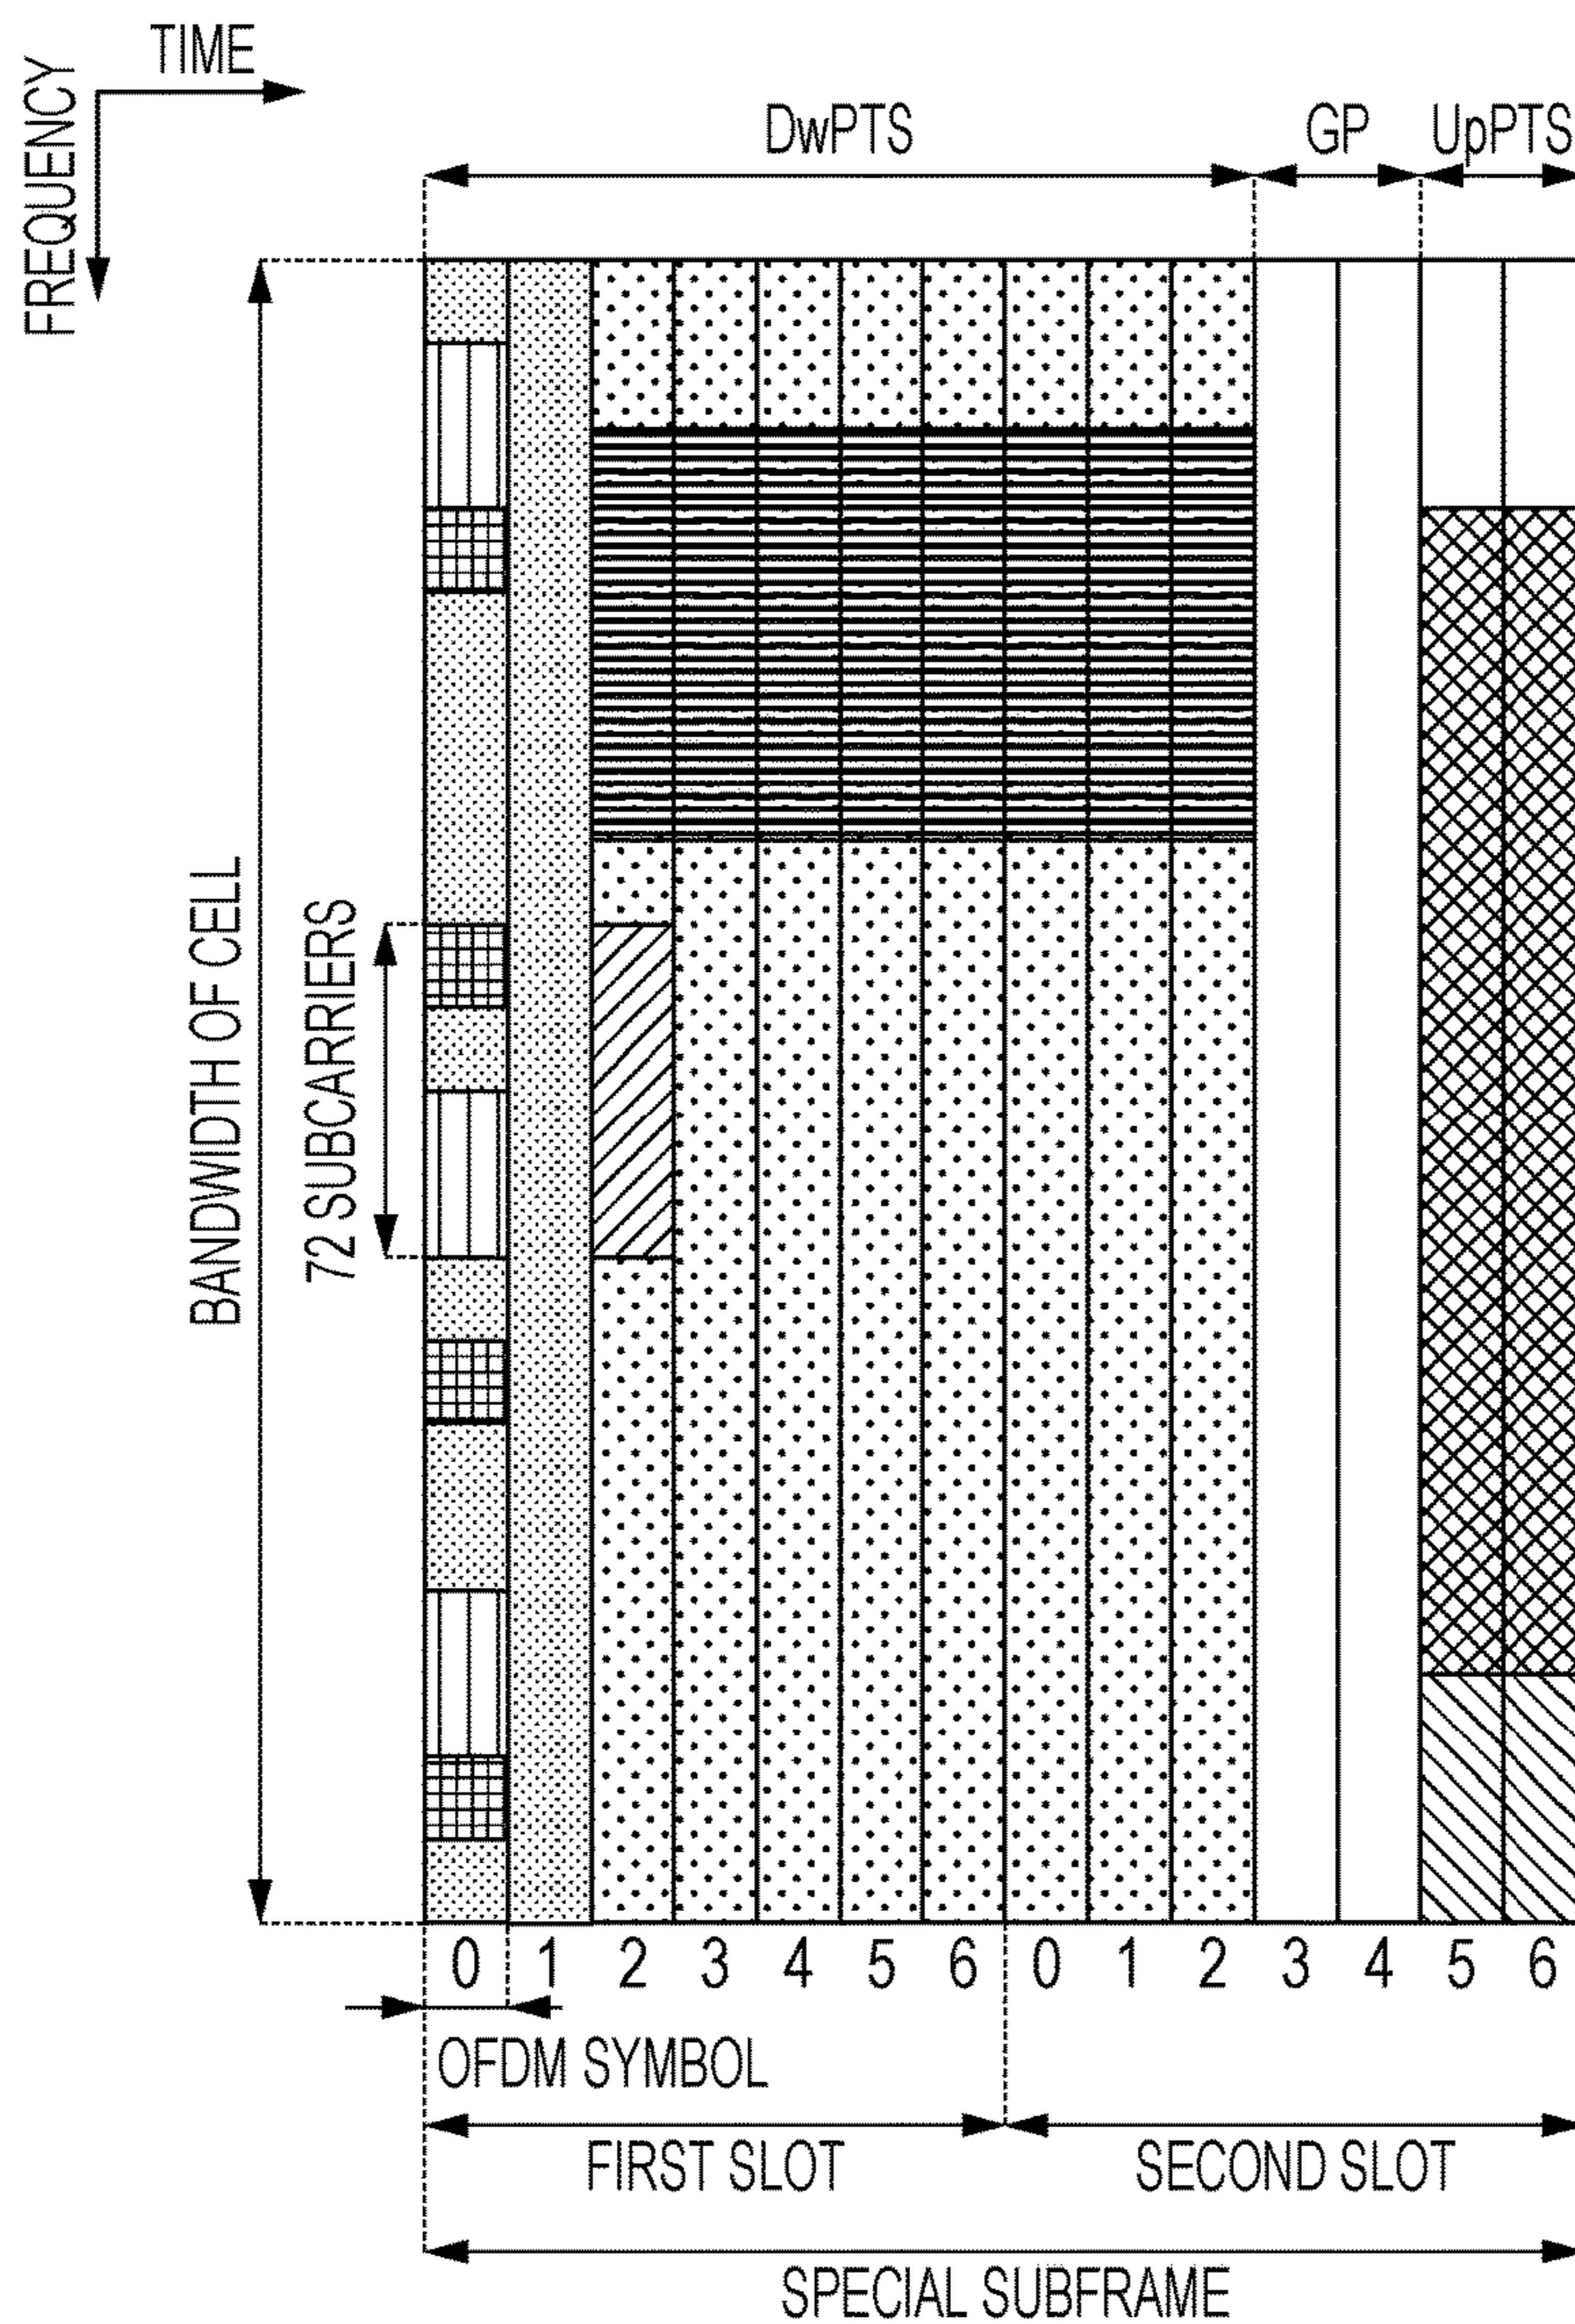 TIME
FREQUENCY
DwPTS
GP
UpPTS
BANDWIDTH OF CELL
72 SUBCARRIERS
0 1 2 3 4 5 6 0 1 2 3 4 5 6
OFDM SYMBOL
FIRST SLOT
SECOND SLOT
SPECIAL SUBFRAME